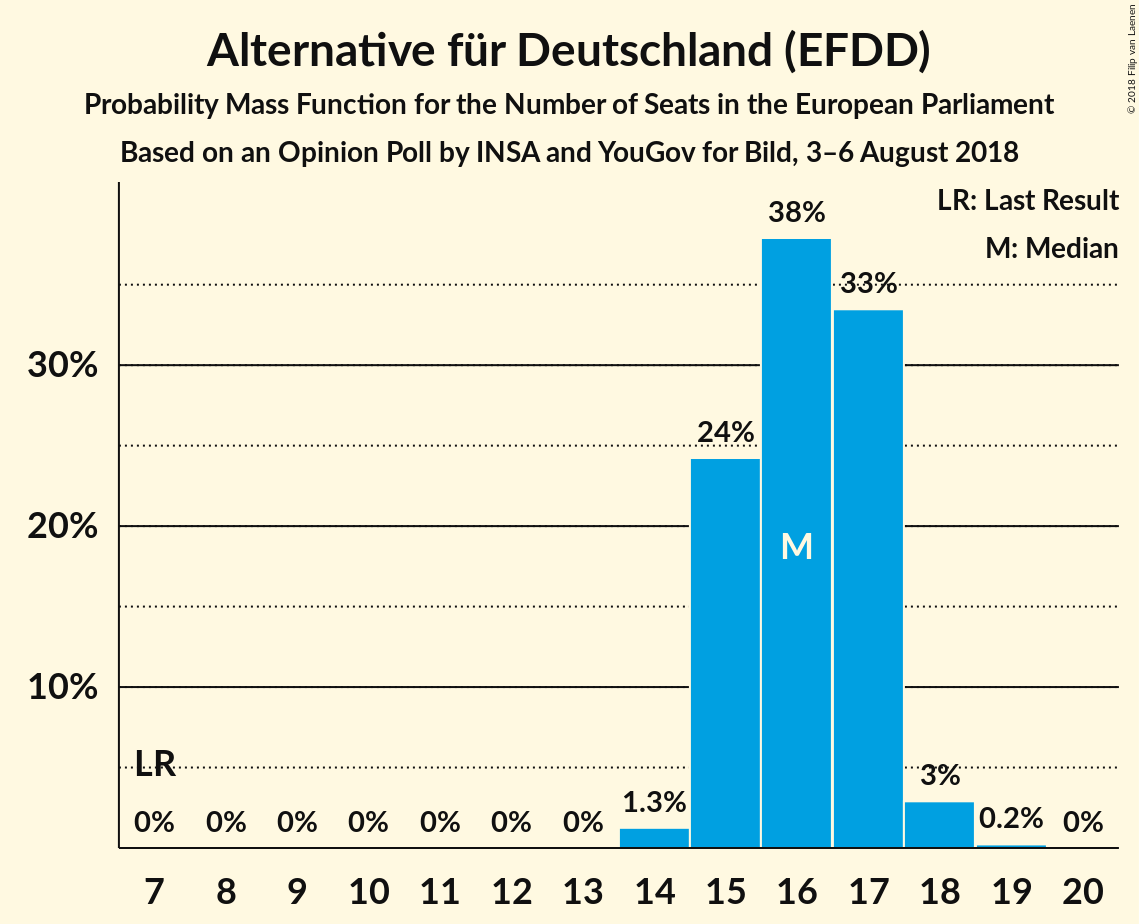 Alternative für Deutschland (EFDD)
Probability Mass Function for the Number of Seats in the European Parliament
Based on an Opinion Poll by INSA and YouGov for Bild, 3–6 August 2018
© 2018 Filip van Laenen
LR: Last Result
M: Median
38%
33%
30%
24%
20%
M
10%
LR
0% 0% 0% 0% 0% 0% 0% 1.3% 3% 0.2% 0%
7 8 9 10 11 12 13 14 15 16 17 18 19 20